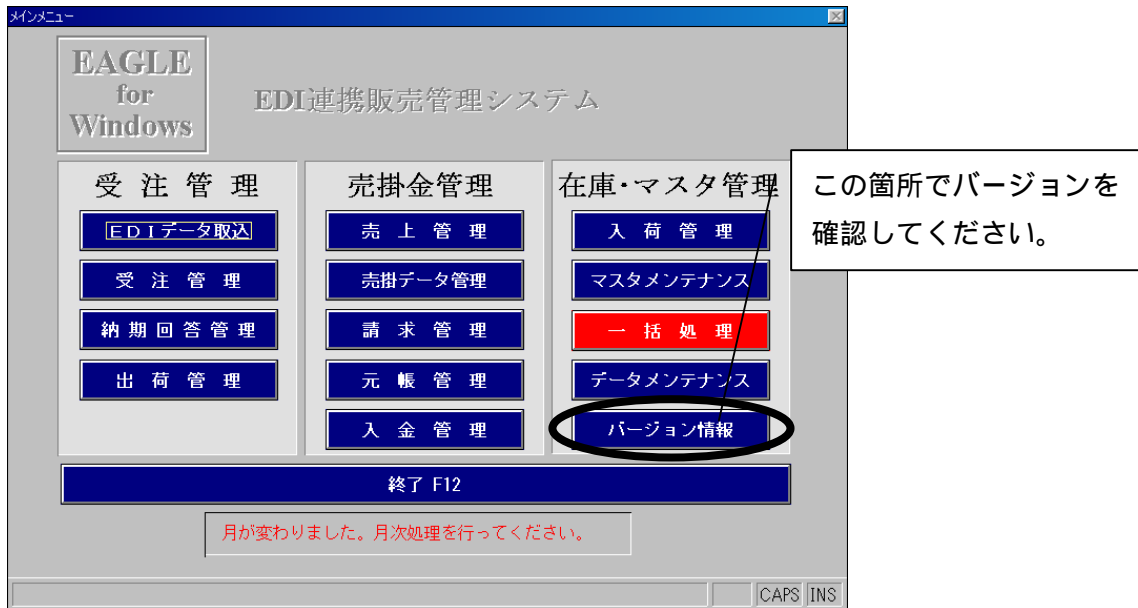 メインメニュー
EAGLE
for
Windows
EDI連携販売管理システム
受 注 管 理
EDIデータ取込
受 注 管 理
納 期 回 答 管 理
出 荷 管 理
売掛金管理
売 上 管 理
売掛データ管理
請 求 管 理
元 帳 管 理
入 金 管 理
在庫・マスタ管理
入 荷 管 理
マスタメンテナンス
一 括 処 理
データメンテナンス
バージョン情報
この箇所でバージョンを
確認してください。
終了 F12
月が変わりました。月次処理を行ってください。
CAPS INS